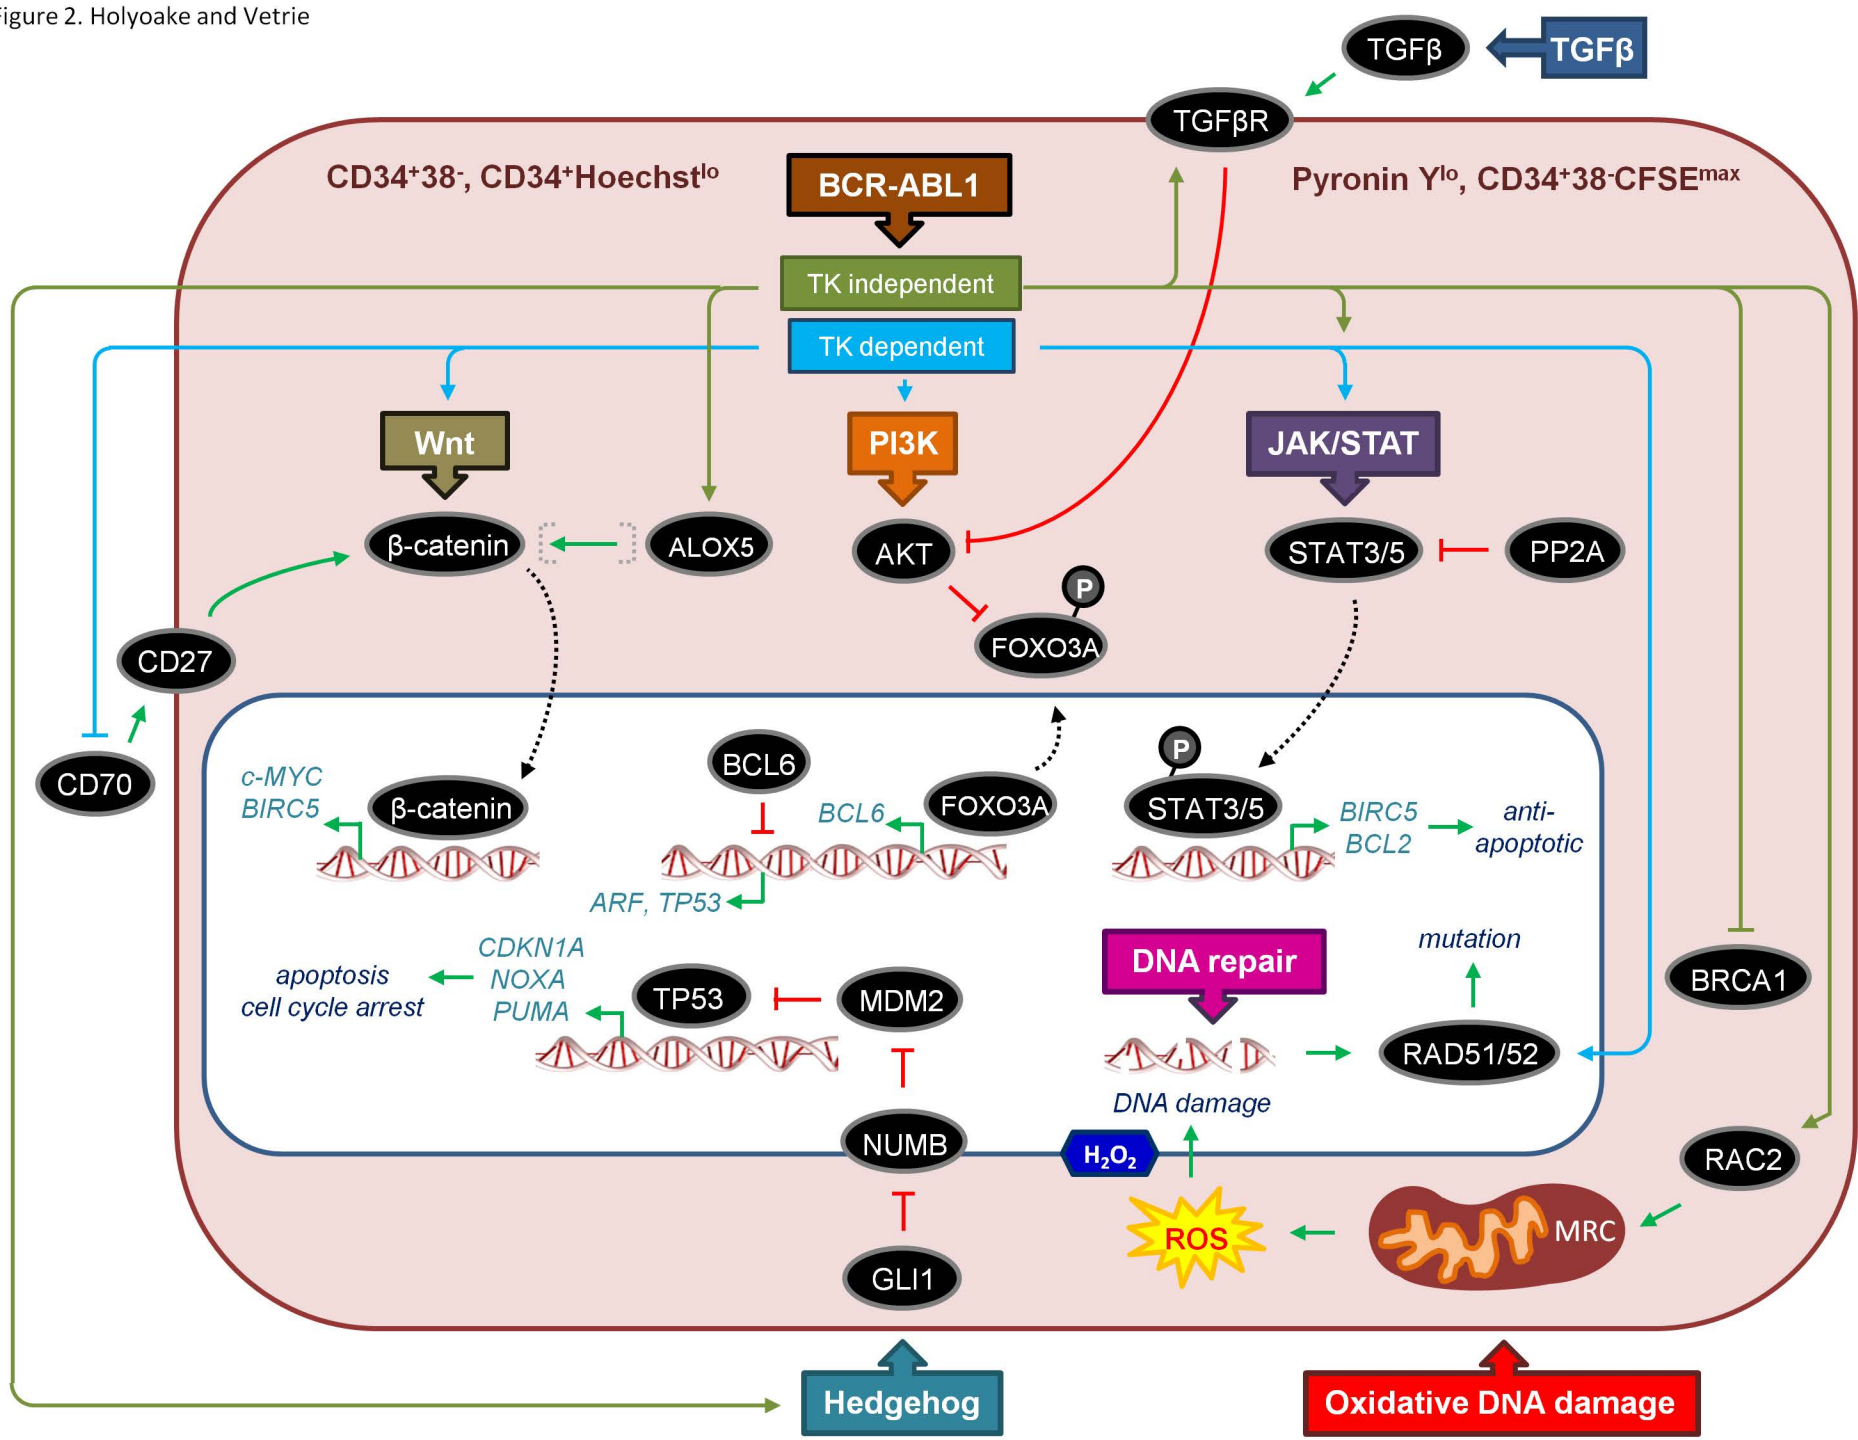 Figure 2. Holyoake and Vetrie
TGFβ
TGFβ
TGFβR
CD34+38-, CD34+Hoechstlo
BCR-ABL1
Pyronin Ylo, CD34+38-CFSEmax
TK independent
TK dependent
Wnt
PI3K
JAK/STAT
β-catenin
ALOX5
AKT
STAT3/5
PP2A
P
FOXO3A
CD27
CD70
c-MYC
BIRC5
β-catenin
BCL6
BCL6
FOXO3A
P
STAT3/5
BIRC5
BCL2
anti-
apoptotic
ARF, TP53
CDKN1A
NOXA
PUMA
apoptosis
cell cycle arrest
TP53
MDM2
DNA repair
mutation
BRCA1
RAD51/52
DNA damage
NUMB
H2O2
RAC2
ROS
MRC
GLI1
Hedgehog
Oxidative DNA damage